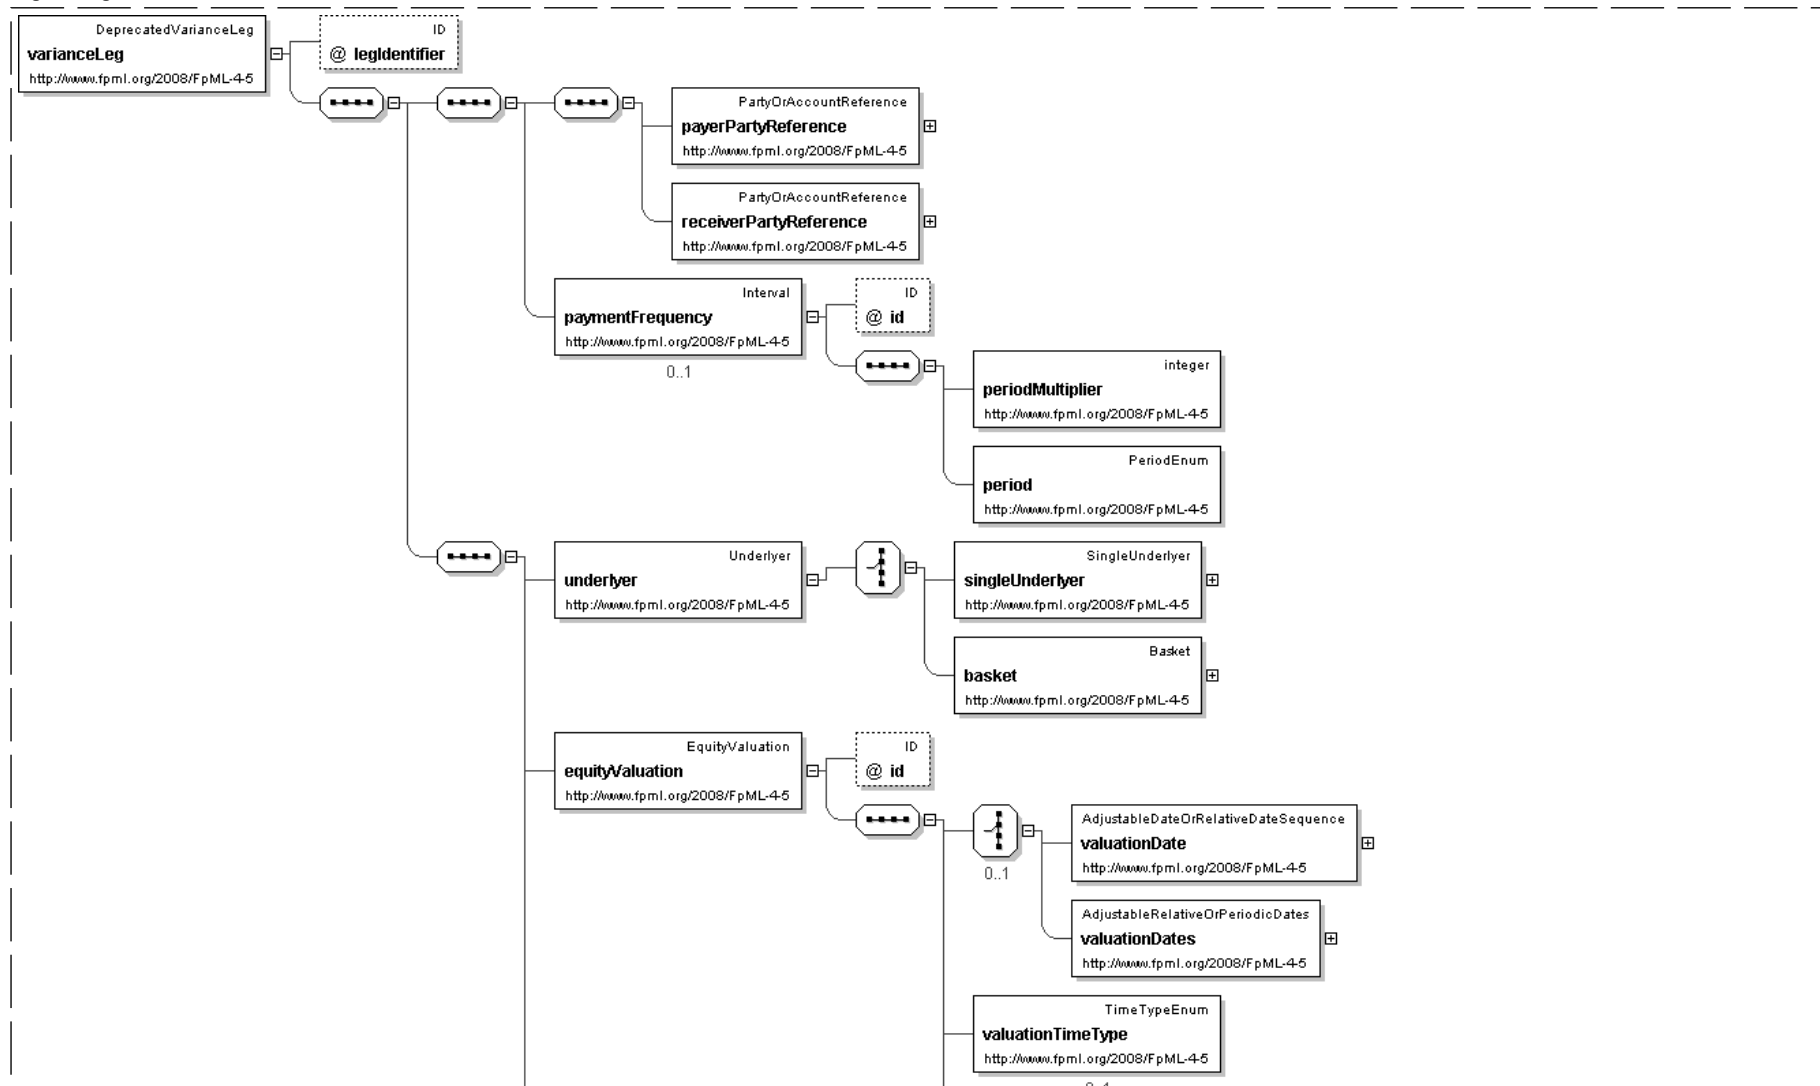 DeprecatedVarianceLeg
varianceLeg
http://www.fpml.org/2008/FpML-4-5
ID
@ legIdentifier
PartyOrAccountReference
payerPartyReference
http://www.fpml.org/2008/FpML-4-5
PartyOrAccountReference
receiverPartyReference
http://www.fpml.org/2008/FpML-4-5
Interval
paymentFrequency
http://www.fpml.org/2008/FpML-4-5
0..1
ID
@ id
integer
periodMultiplier
http://www.fpml.org/2008/FpML-4-5
PeriodEnum
period
http://www.fpml.org/2008/FpML-4-5
Underlyer
underlyer
http://www.fpml.org/2008/FpML-4-5
SingleUnderlyer
singleUnderlyer
http://www.fpml.org/2008/FpML-4-5
Basket
basket
http://www.fpml.org/2008/FpML-4-5
EquityValuation
equityValuation
http://www.fpml.org/2008/FpML-4-5
ID
@ id
0..1
AdjustableDateOrRelativeDateSequence
valuationDate
http://www.fpml.org/2008/FpML-4-5
AdjustableRelativeOrPeriodicDates
valuationDates
http://www.fpml.org/2008/FpML-4-5
TimeTypeEnum
valuationTimeType
http://www.fpml.org/2008/FpML-4-5
0..1